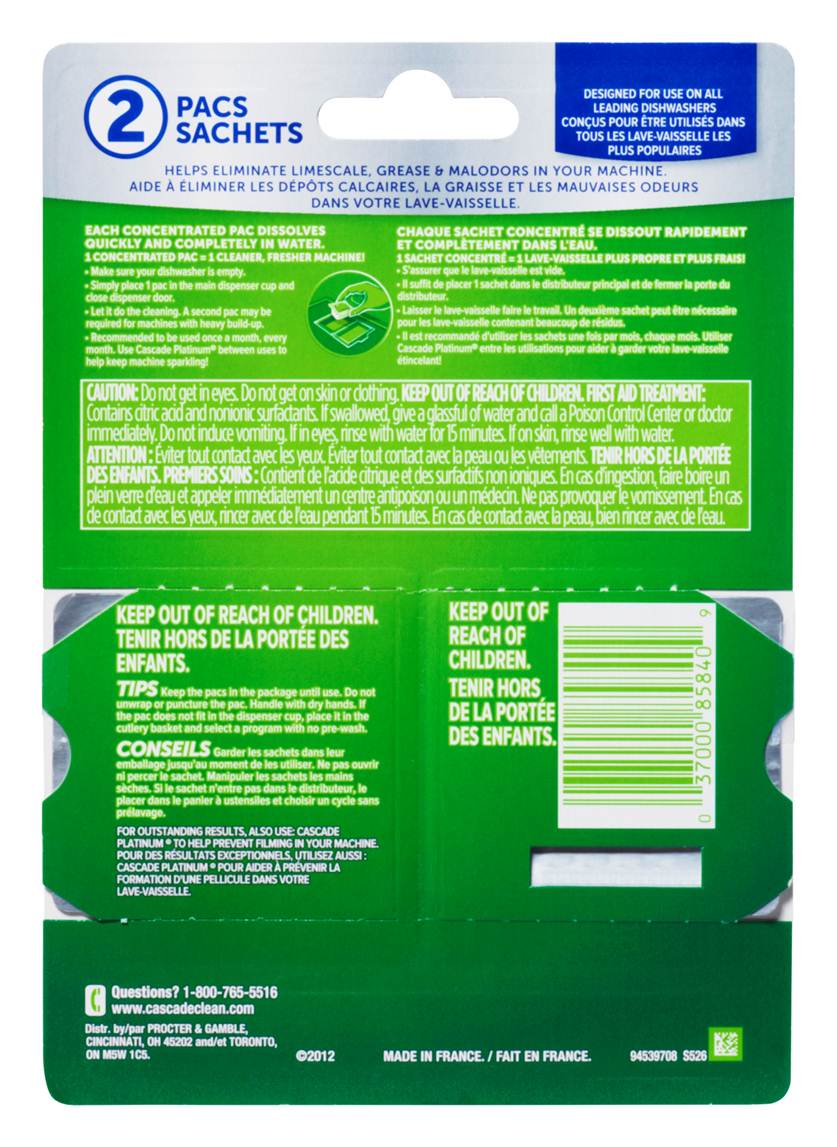 2 PACS
SACHETS
DESIGNED FOR USE ON ALL
LEADING DISHWASHERS
CONÇUS POUR ÊTRE UTILISÉS DANS
TOUS LES LAVE-VAISSELLE LES
PLUS POPULAIRES
HELPS ELIMINATE LIMESCALE, GREASE & MALODORS IN YOUR MACHINE.
AIDE À ÉLIMINER LES DÉPÔTS CALCAIRES, LA GRAISSE ET LES MAUVAISES ODEURS
DANS VOTRE LAVE-VAISSELLE.
EACH CONCENTRATED PAC DISSOLVES
QUICKLY AND COMPLETELY IN WATER.
1 CONCENTRATED PAC = 1 CLEANER, FRESHER MACHINE!
• Make sure your dishwasher is empty.
• Simply place 1 pac in the main dispenser cup and
close dispenser door.
• Let it do the cleaning. A second pac may be
required for machines with heavy build-up.
• Recommended to be used once a month, every
month. Use Cascade Platinum® between uses to
help keep machine sparkling!
CHAQUE SACHET CONCENTRÉ SE DISSOUT RAPIDEMENT
ET COMPLÈTEMENT DANS L'EAU.
1 SACHET CONCENTRÉ = 1 LAVE-VAISSELLE PLUS PROPRE ET PLUS FRAIS!
• S'assurer que le lave-vaisselle est vide.
• Il suffit de placer 1 sachet dans le distributeur principal et de fermer la porte du
distributeur.
• Laisser le lave-vaisselle faire le travail. Un deuxième sachet peut être nécessaire
pour les lave-vaisselle contenant beaucoup de résidus.
• Il est recommandé d'utiliser les sachets une fois par mois, chaque mois. Utiliser
Cascade Platinum® entre les utilisations pour aider à garder votre lave-vaisselle
étincelant!
CAUTION: Do not get in eyes. Do not get on skin or clothing. KEEP OUT OF REACH OF CHILDREN. FIRST AID TREATMENT:
Contains citric acid and nonionic surfactants. If swallowed, give a glassful of water and call a Poison Control Center or doctor
immediately. Do not induce vomiting. If in eyes, rinse with water for 15 minutes. If on skin, rinse well with water.
ATTENTION : Éviter tout contact avec les yeux. Éviter tout contact avec la peau ou les vêtements. TENIR HORS DE LA PORTÉE
DES ENFANTS. PREMIERS SOINS : Contient de l'acide citrique et des surfactifs non ioniques. En cas d'ingestion, faire boire un
plein verre d'eau et appeler immédiatement un centre antipoison ou un médecin. Ne pas provoquer le vomissement. En cas
de contact avec les yeux, rincer avec de l'eau pendant 15 minutes. En cas de contact avec la peau, bien rincer avec de l'eau.
KEEP OUT OF REACH OF CHILDREN.
TENIR HORS DE LA PORTÉE DES
ENFANTS.
TIPS Keep the pacs in the package until use. Do not
unwrap or puncture the pac. Handle with dry hands. If
the pac does not fit in the dispenser cup, place it in the
cutlery basket and select a program with no pre-wash.
CONSEILS Garder les sachets dans leur
emballage jusqu'au moment de les utiliser. Ne pas ouvrir
ni percer le sachet. Manipuler les sachets les mains
sèches. Si le sachet n'entre pas dans le distributeur, le
placer dans le panier à ustensiles et choisir un cycle sans
prélavage.
FOR OUTSTANDING RESULTS, ALSO USE: CASCADE
PLATINUM ® TO HELP PREVENT FILMING IN YOUR MACHINE.
POUR DES RÉSULTATS EXCEPTIONNELS, UTILISEZ AUSSI :
CASCADE PLATINUM ® POUR AIDER À PRÉVENIR LA
FORMATION D'UNE PELLICULE DANS VOTRE
LAVE-VAISSELLE.
KEEP OUT OF
REACH OF
CHILDREN.
TENIR HORS
DE LA PORTÉE
DES ENFANTS.
0 37000 85840 9
Questions? 1-800-765-5516
www.cascadeclean.com
Distr. by/par PROCTER & GAMBLE,
CINCINNATI, OH 45202 and/et TORONTO,
ON M5W 1C5.
©2012
MADE IN FRANCE. / FAIT EN FRANCE.
94539708 S526